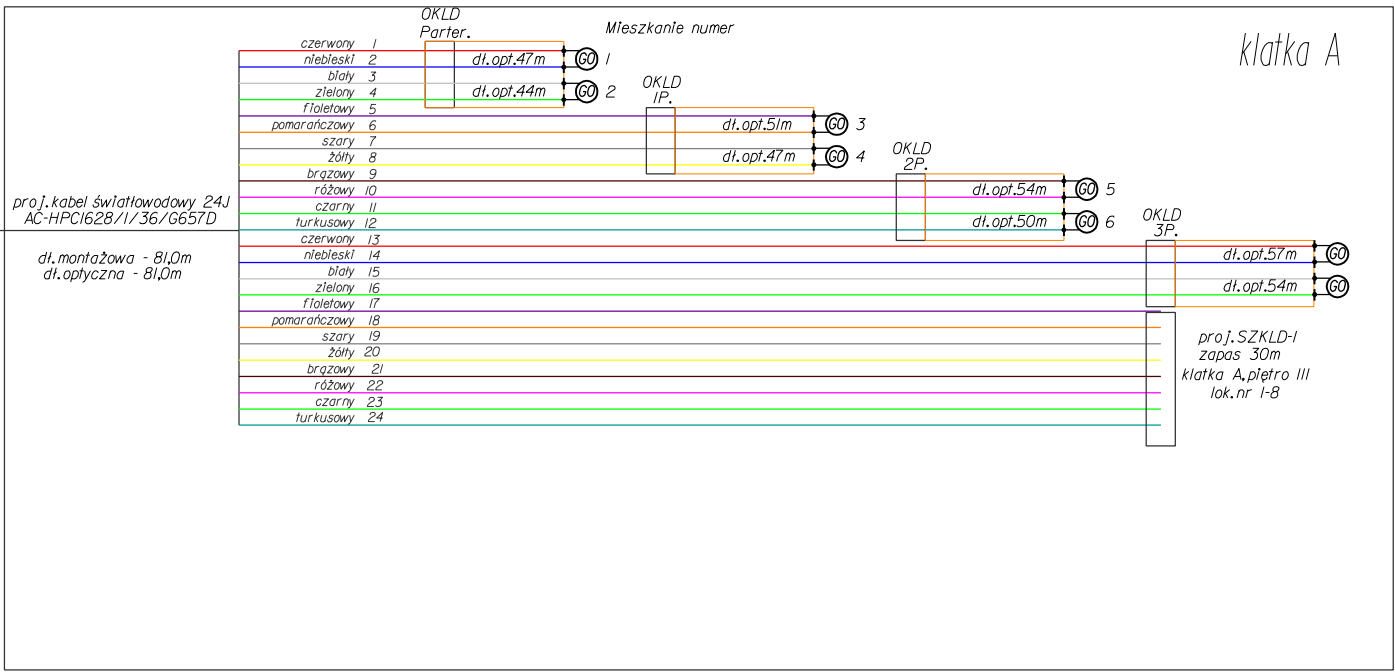 klatka A
OKLD
Parter.
Mieszkanie numer
czerwony 1
niebieski 2
dł.opt.47m
GO 1
biały 3
zielony 4
dł.opt.44m
GO 2
OKLD
1P.
fioletowy 5
pomarańczowy 6
dł.opt.51m
GO 3
szary 7
żółty 8
dł.opt.47m
GO 4
OKLD
2P.
brązowy 9
różowy 10
dł.opt.54m
GO 5
czarny 11
turkusowy 12
dł.opt.50m
GO 6
proj.kabel światłowodowy 24J
AC-HPC1628/1/36/G657D
dł.montażowa - 81,0m
dł.optyczna - 81,0m
OKLD
3P.
czerwony 13
niebieski 14
dł.opt.57m
GO
biały 15
zielony 16
dł.opt.54m
GO
fioletowy 17
pomarańczowy 18
szary 19
żółty 20
brązowy 21
różowy 22
czarny 23
turkusowy 24
proj.SZKLD-1
zapas 30m
klatka A,piętro III
lok.nr 1-8